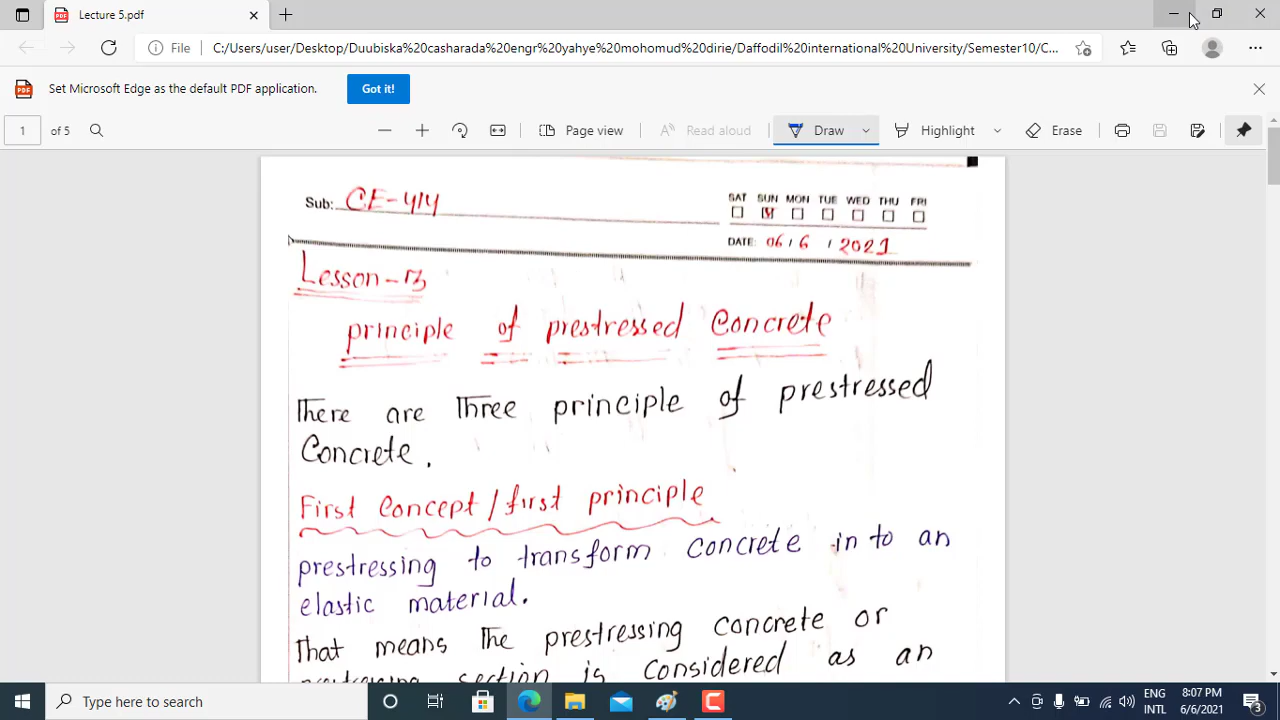 Lecture 5.pdf
File C:/Users/user/Desktop/Duubiska%20casharada%20engr%20yahye%20mohomud%20dirie/Daffodil%20international%20University/Semester10/C...
Set Microsoft Edge as the default PDF application. Got it!
1 of 5 Page view Read aloud Draw Highlight Erase
SAT SUN MON TUE WED THU FRI
Sub: CE-414
DATE: 06/6/2021
Lesson-
principle of prestressed Concrete
There are Three principle of prestressed
Concrete.
First Concept/first principle
prestressing to transform concrete in to an
elastic material.
That means The prestressing concrete or
section is considered as an
Type here to search
ENG 8:07 PM
INTL 6/6/2021
3